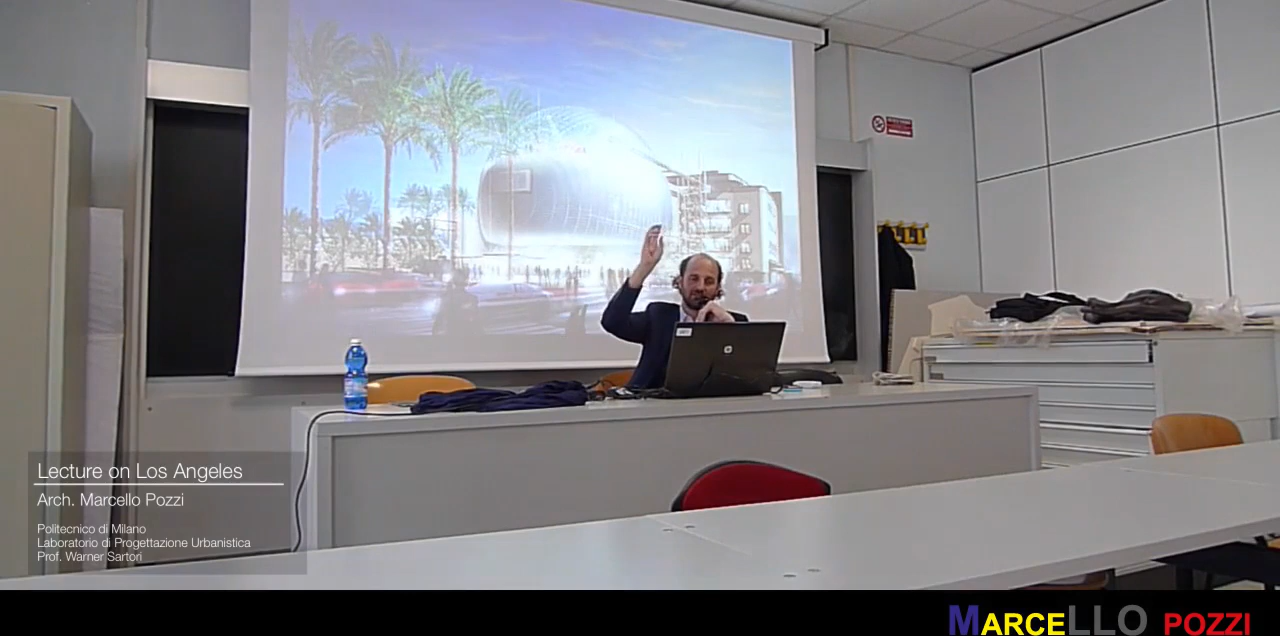 Lecture on Los Angeles
Arch. Marcello Pozzi
Politecnico di Milano
Laboratorio di Progettazione Urbanistica
Prof. Warner Sartori
MARCELLO POZZI